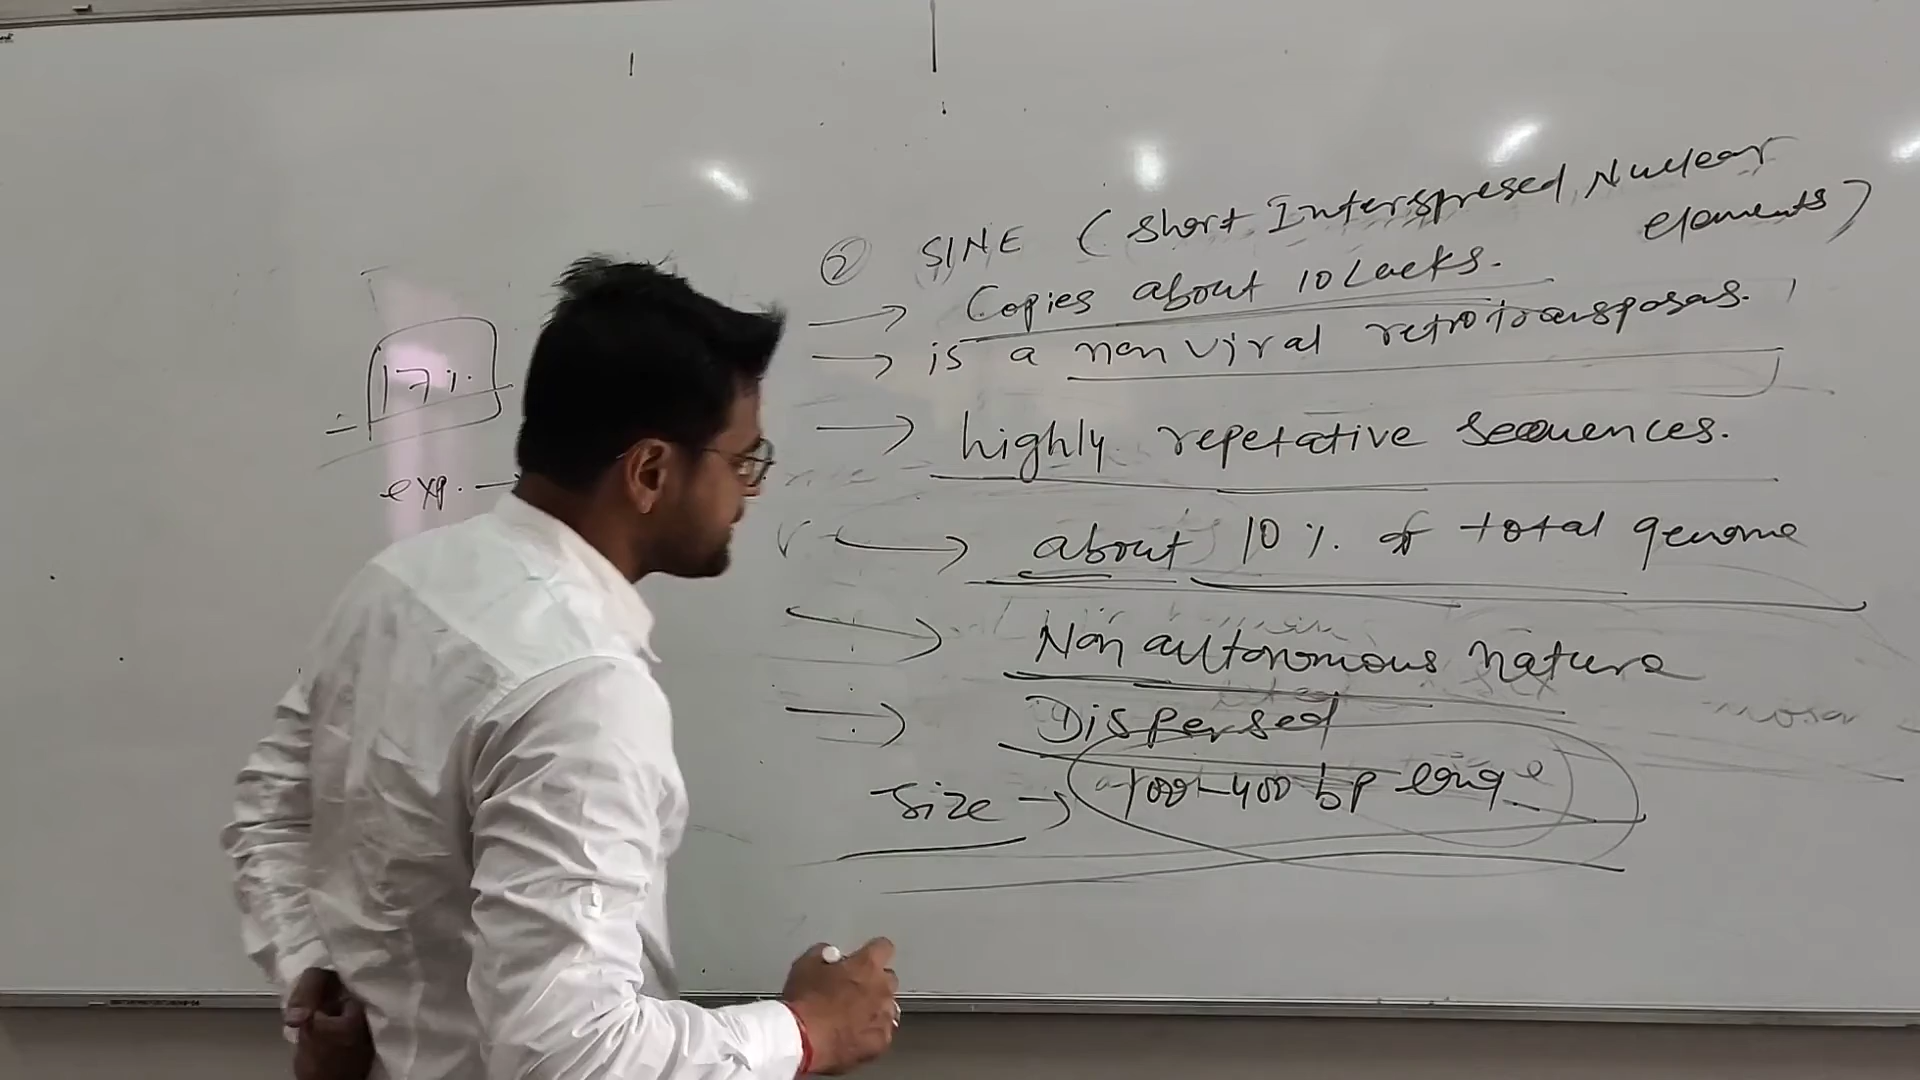 = 17%.
exp. →
② SINE (Short Interspresed Nuclear elements)
→ Copies about 10 Lacks.
→ is a non viral retrotransposas.
→ highly repetative sequences.
→ about 10%. of total genome
→ Non autonomous nature
→ Dispersed
Size → 100-400 bp long